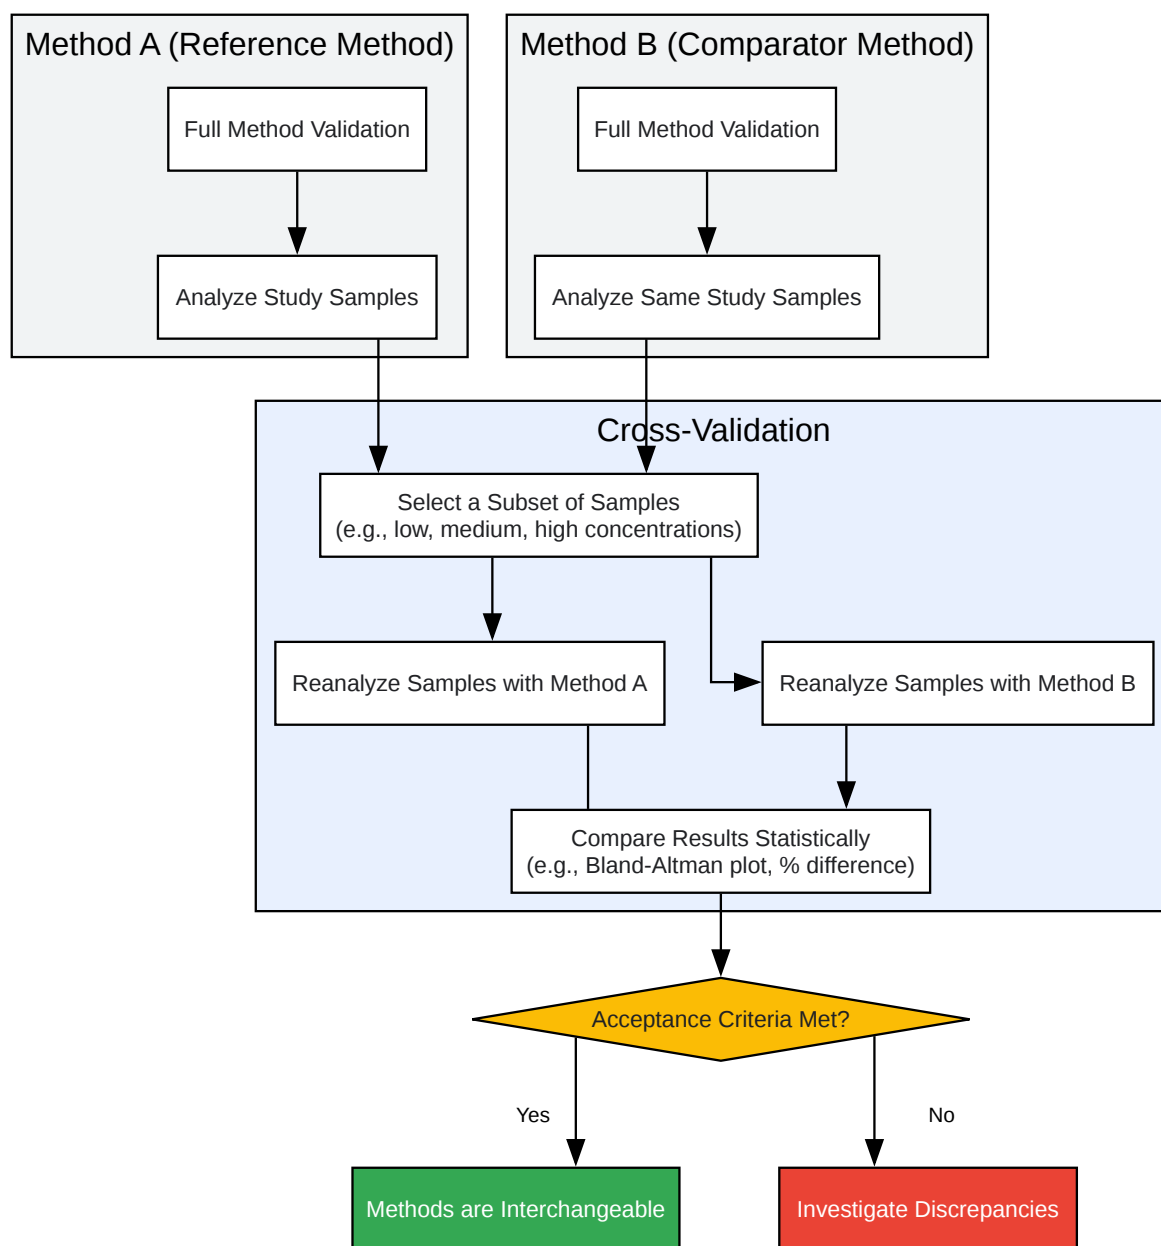 Method A (Reference Method)
Method B (Comparator Method)
Full Method Validation
Full Method Validation
Analyze Study Samples
Analyze Same Study Samples
Cross-Validation
Select a Subset of Samples
(e.g., low, medium, high concentrations)
Reanalyze Samples with Method A
Reanalyze Samples with Method B
Compare Results Statistically
(e.g., Bland-Altman plot, % difference)
Acceptance Criteria Met?
Yes
No
Methods are Interchangeable
Investigate Discrepancies